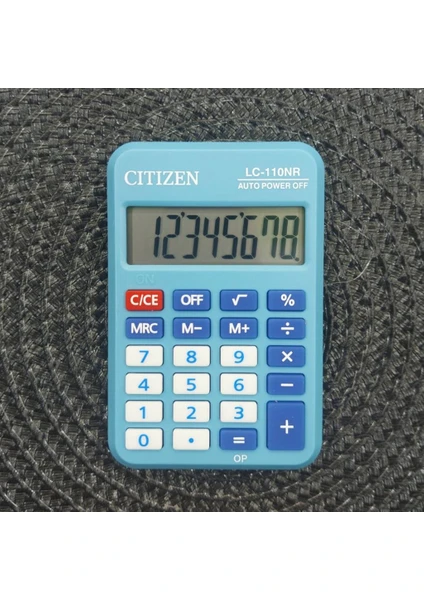 CITIZEN LC-110NR
AUTO POWER OFF
12345678.
ON
C/CE OFF √ %
MRC M− M+ ÷
7 8 9 ×
4 5 6 −
1 2 3 +
0 • =
OP